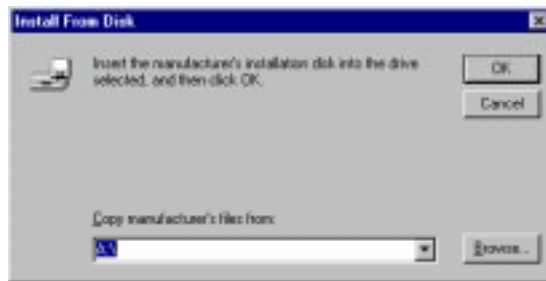 Install From Disk
Insert the manufacturer's installation disk into the drive
selected, and then click OK.
OK
Cancel
Copy manufacturer's files from:
A:\
Browse...